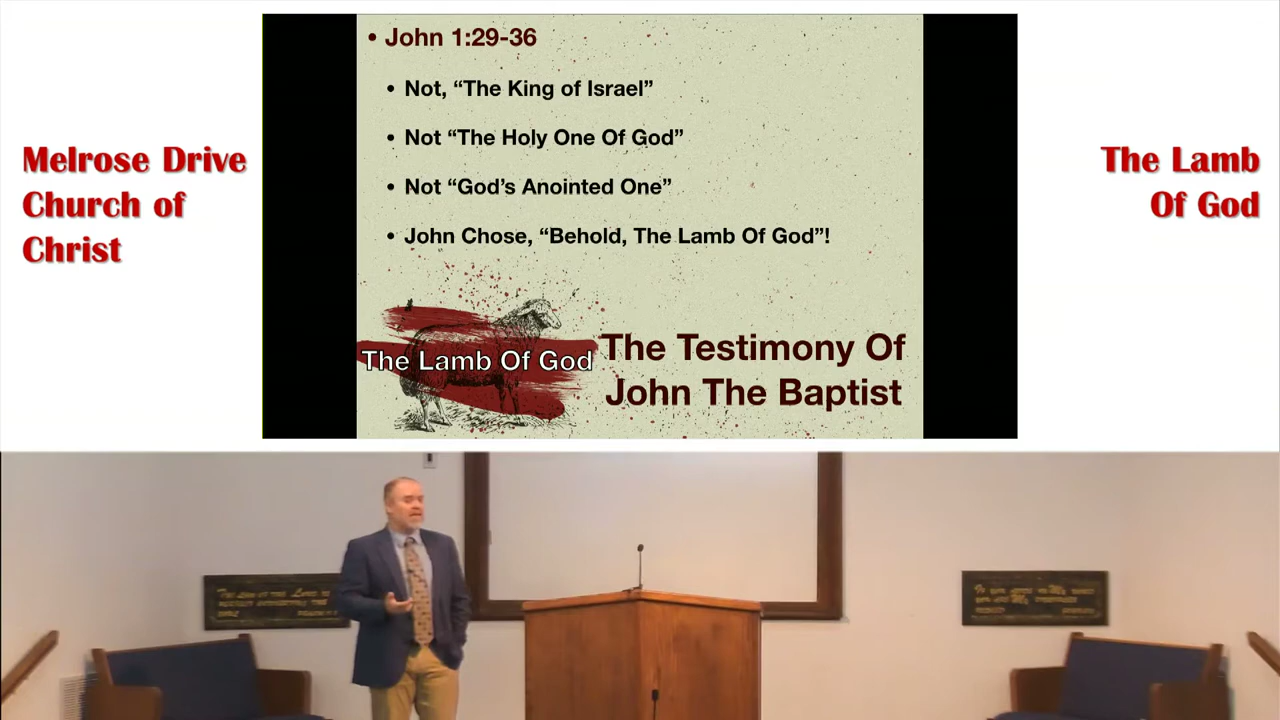 Melrose Drive
Church of
Christ
• John 1:29-36
• Not, “The King of Israel”
• Not “The Holy One Of God”
• Not “God’s Anointed One”
• John Chose, “Behold, The Lamb Of God”!
The Lamb Of God
The Testimony Of
John The Baptist
The Lamb
Of God